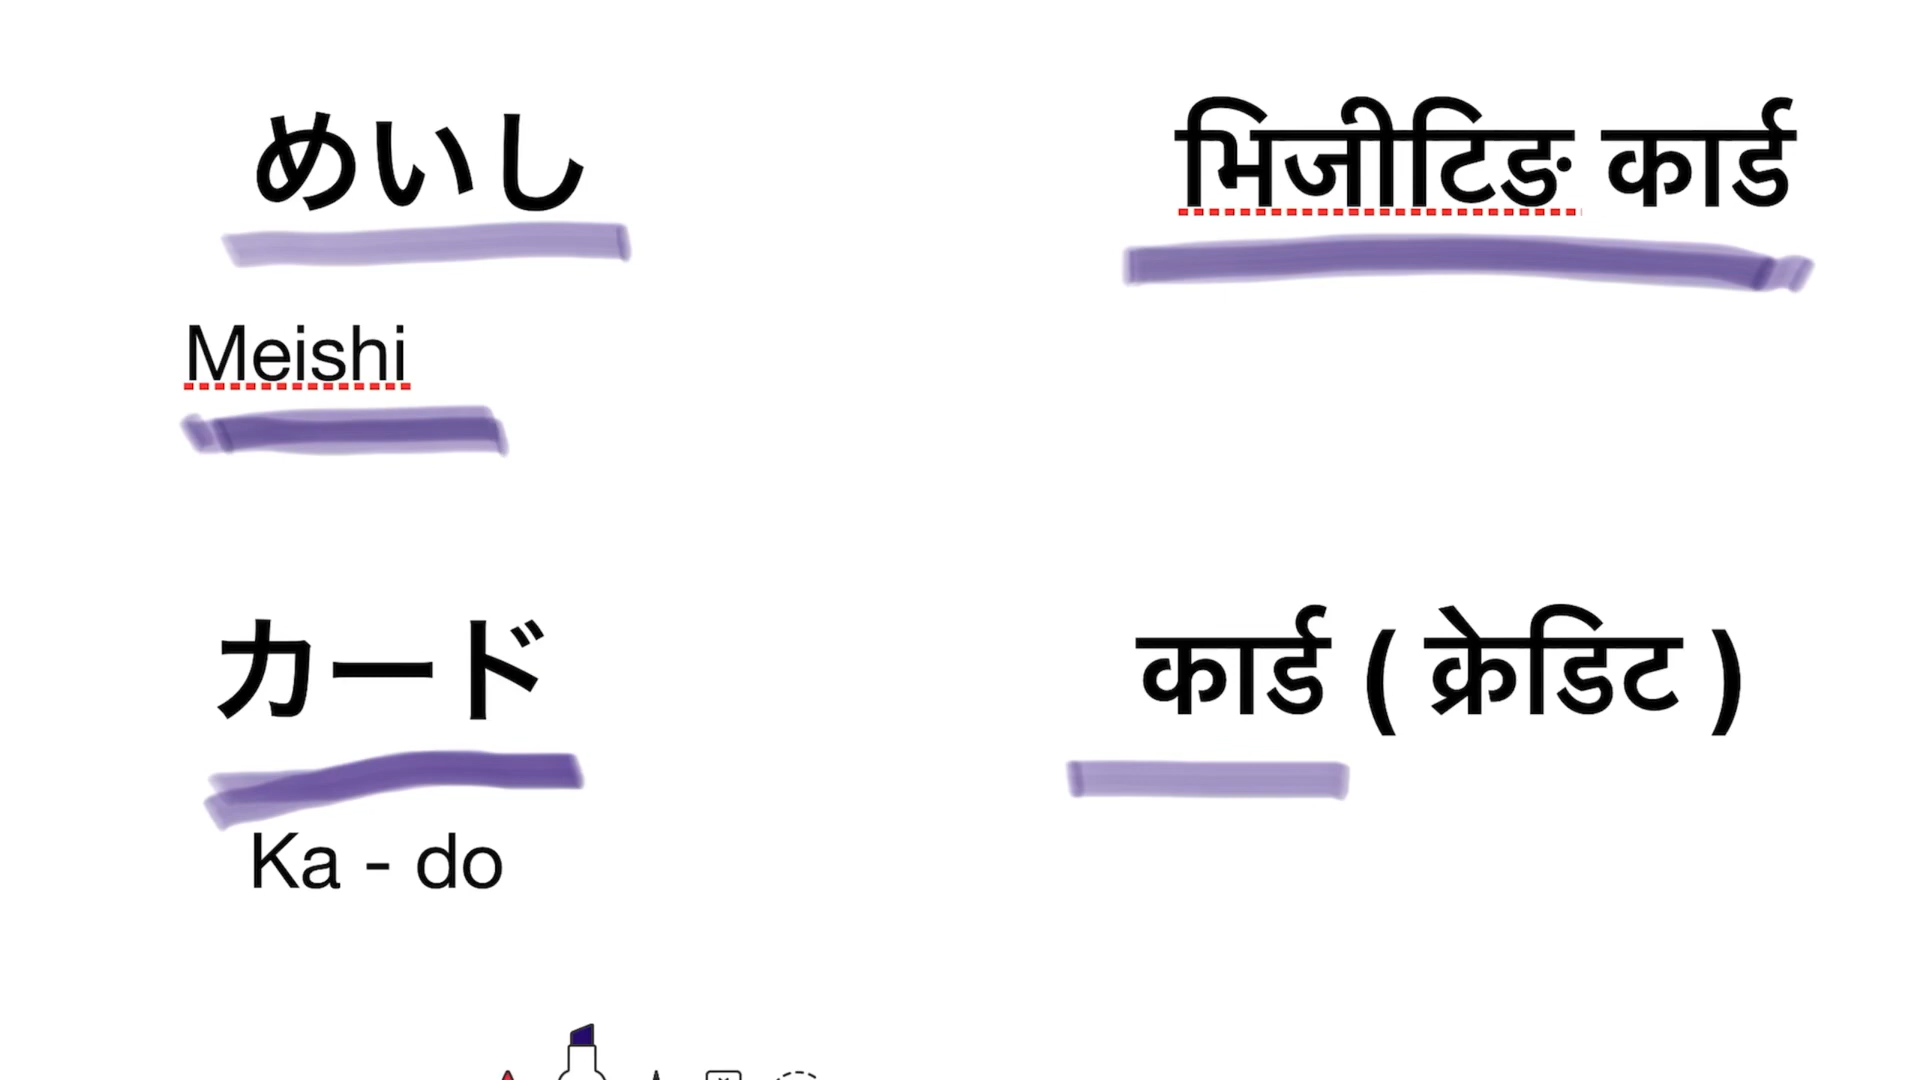 めいし
भिजीटिङ कार्ड
Meishi
カード
कार्ड ( क्रेडिट )
Ka - do